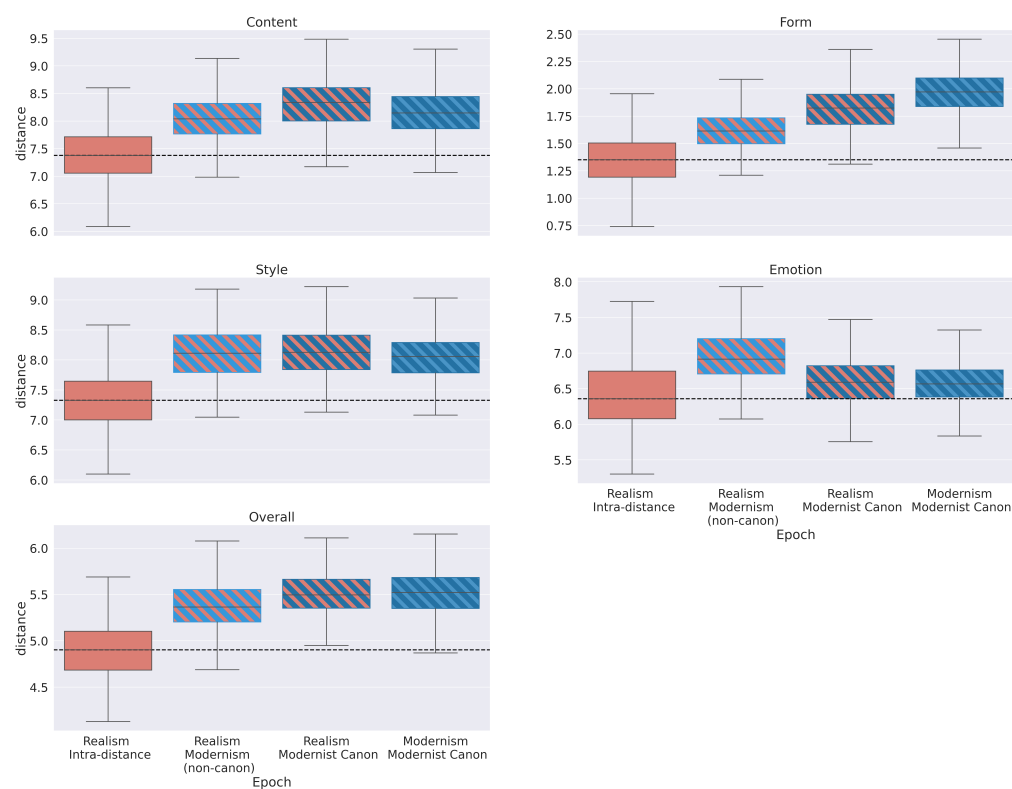 Content
9.5
9.0
8.5
8.0
7.5
7.0
6.5
6.0
distance
Form
2.50
2.25
2.00
1.75
1.50
1.25
1.00
0.75
Style
9.0
8.5
8.0
7.5
7.0
6.5
6.0
distance
Emotion
8.0
7.5
7.0
6.5
6.0
5.5
Realism
Intra-distance
Realism
Modernism
(non-canon)
Realism
Modernist Canon
Modernism
Modernist Canon
Epoch
Overall
6.0
5.5
5.0
4.5
distance
Realism
Intra-distance
Realism
Modernism
(non-canon)
Realism
Modernist Canon
Modernism
Modernist Canon
Epoch